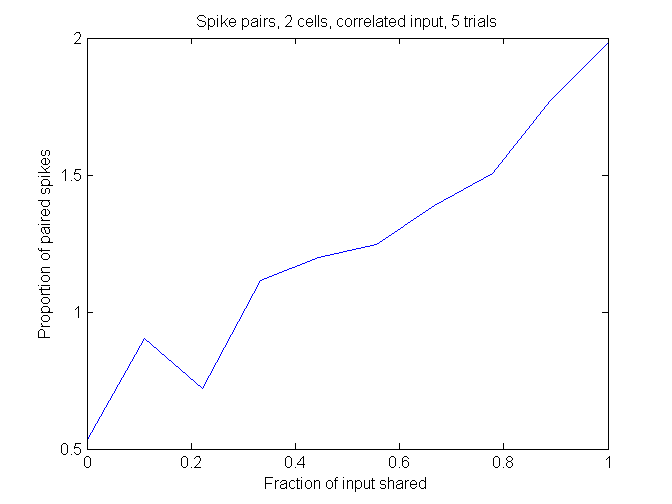 Spike pairs, 2 cells, correlated input, 5 trials
2
1.5
1
0.5
Proportion of paired spikes
0 0.2 0.4 0.6 0.8 1
Fraction of input shared